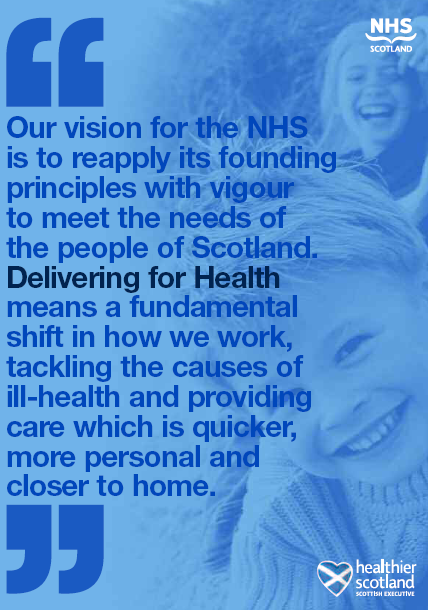 “
NHS
SCOTLAND
Our vision for the NHS
is to reapply its founding
principles with vigour
to meet the needs of
the people of Scotland.
Delivering for Health
means a fundamental
shift in how we work,
tackling the causes of
ill-health and providing
care which is quicker,
more personal and
closer to home.
”
healthier
scotland
SCOTTISH EXECUTIVE